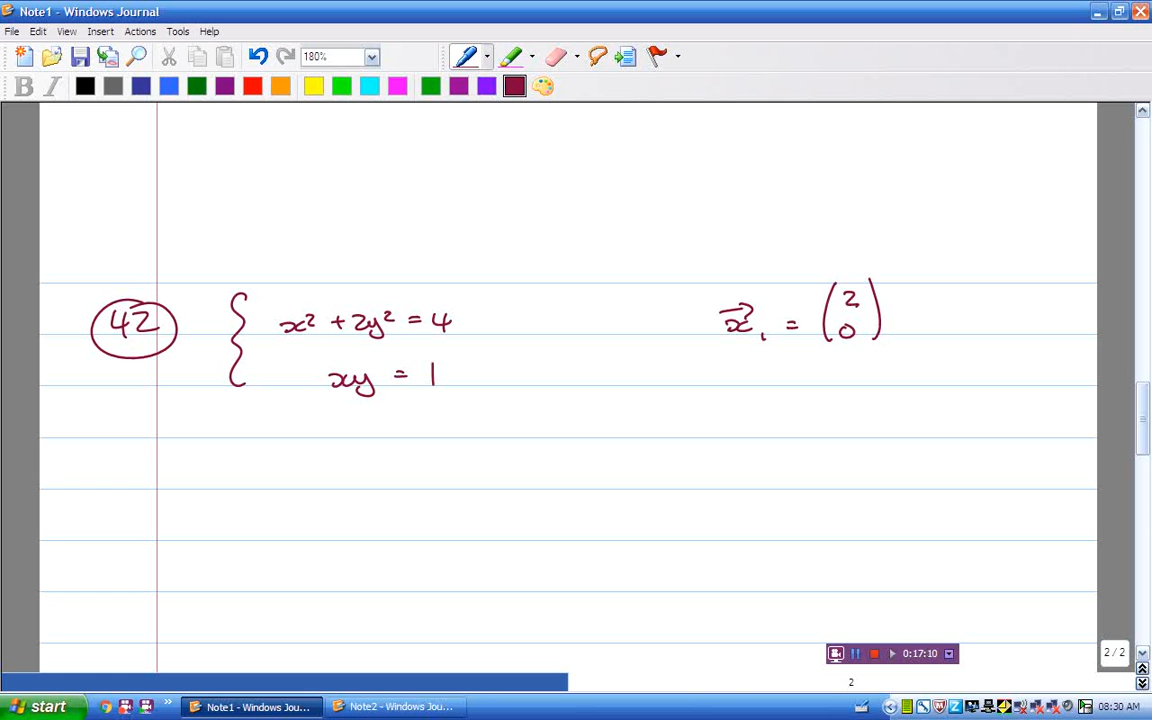 Note1 - Windows Journal
File Edit View Insert Actions Tools Help
180%
B I
42 { x² + 2y² = 4
xy = 1
x⃗₁ = (2
0)
0:17:10
2 / 2
2
start » Note1 - Windows Jou... Note2 - Windows Jou... 08:30 AM